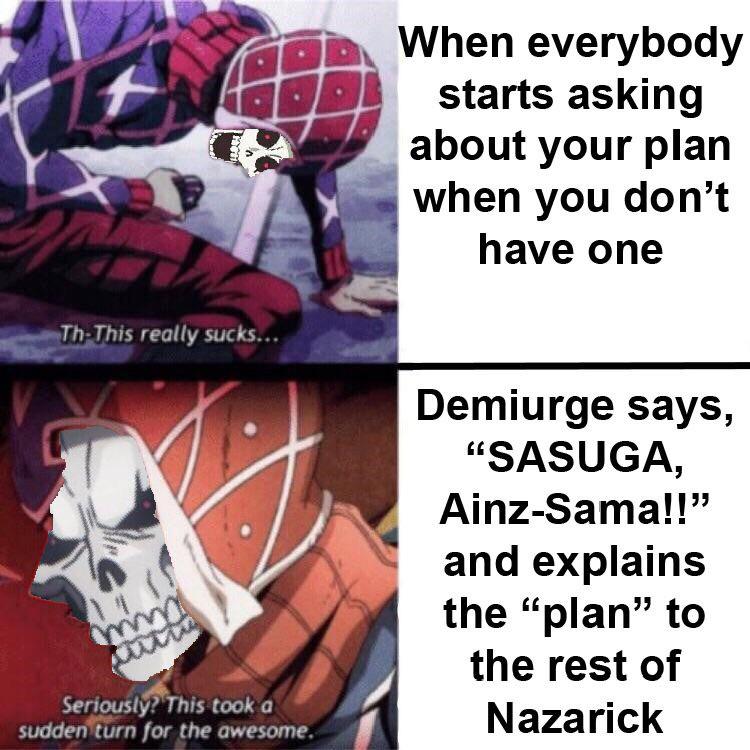 When everybody
starts asking
about your plan
when you don’t
have one
Th-This really sucks...
Demiurge says,
“SASUGA,
Ainz-Sama!!”
and explains
the “plan” to
the rest of
Nazarick
Seriously? This took a
sudden turn for the awesome.